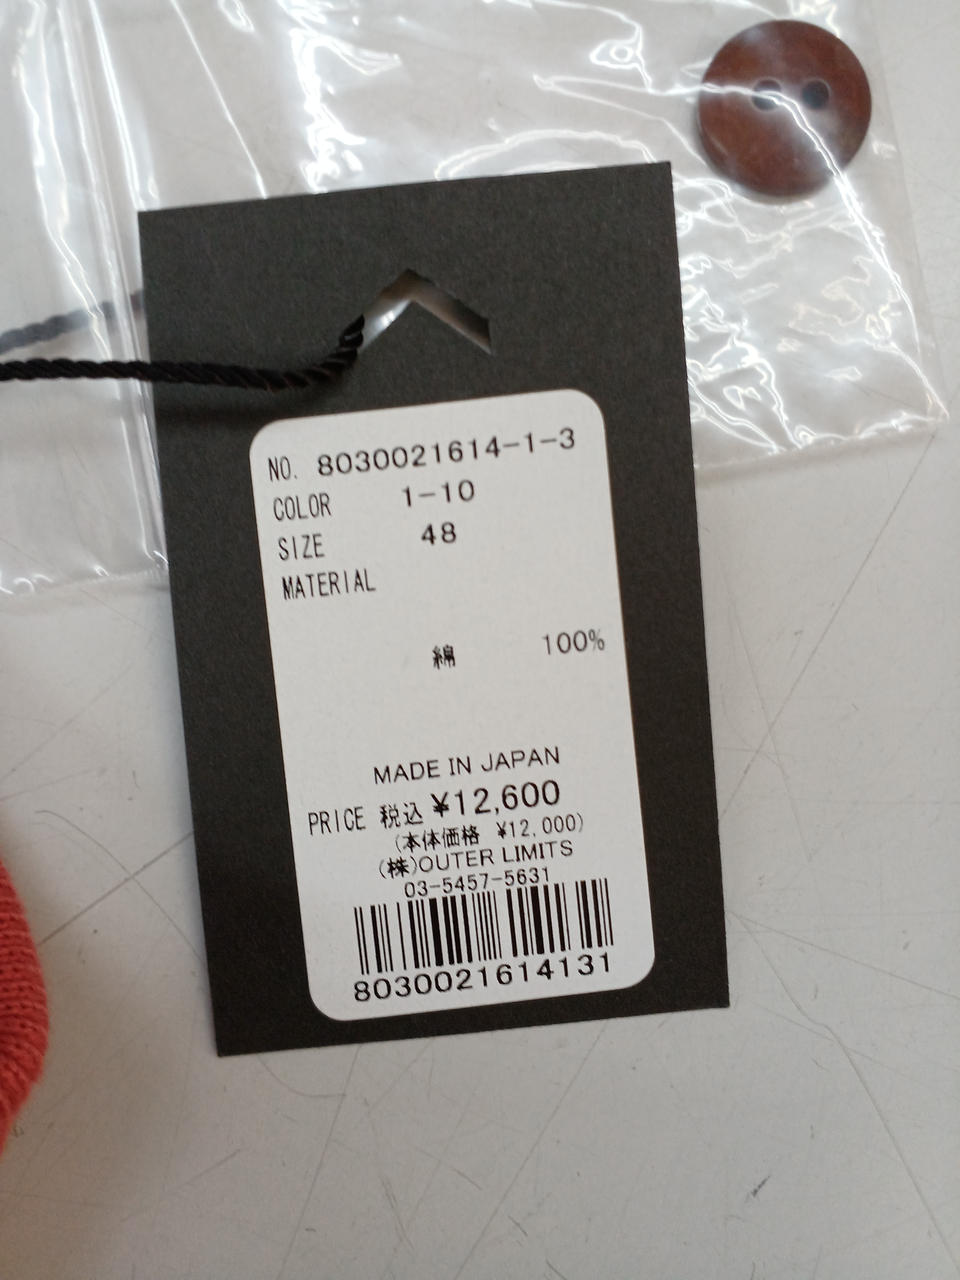 NO. 8030021614-1-3
COLOR 1-10
SIZE 48
MATERIAL
綿 100%
MADE IN JAPAN
PRICE 税込 ¥12,600
(本体価格 ¥12,000)
(株)OUTER LIMITS
03-5457-5631
8030021614131